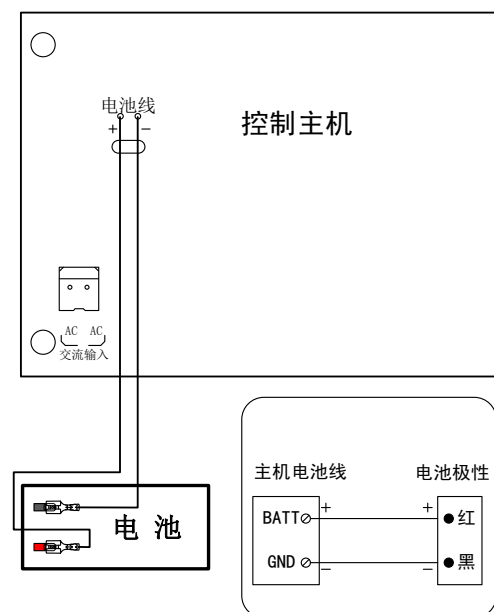 电池线
+ −
控制主机
AC AC
交流输入
电 池
主机电池线 电池极性
BATT + + 红
GND − − 黑